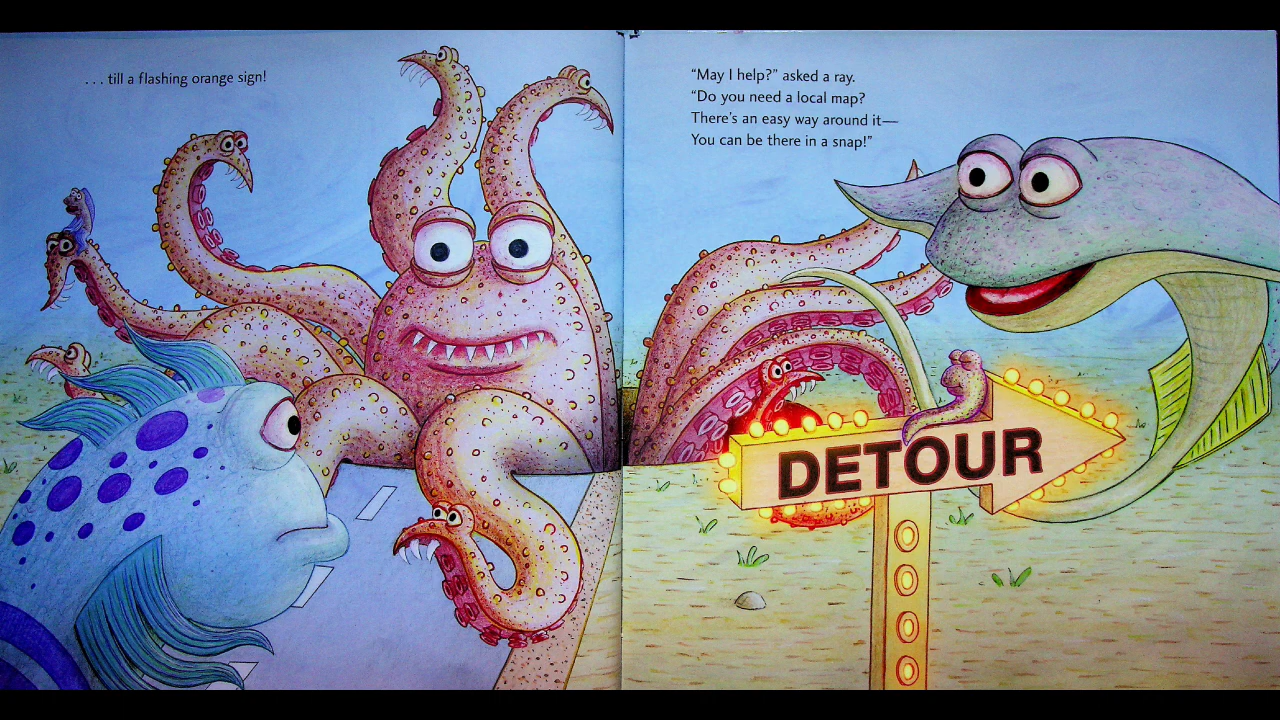 . . . till a flashing orange sign!
“May I help?” asked a ray.
“Do you need a local map?
There’s an easy way around it—
You can be there in a snap!”
DETOUR